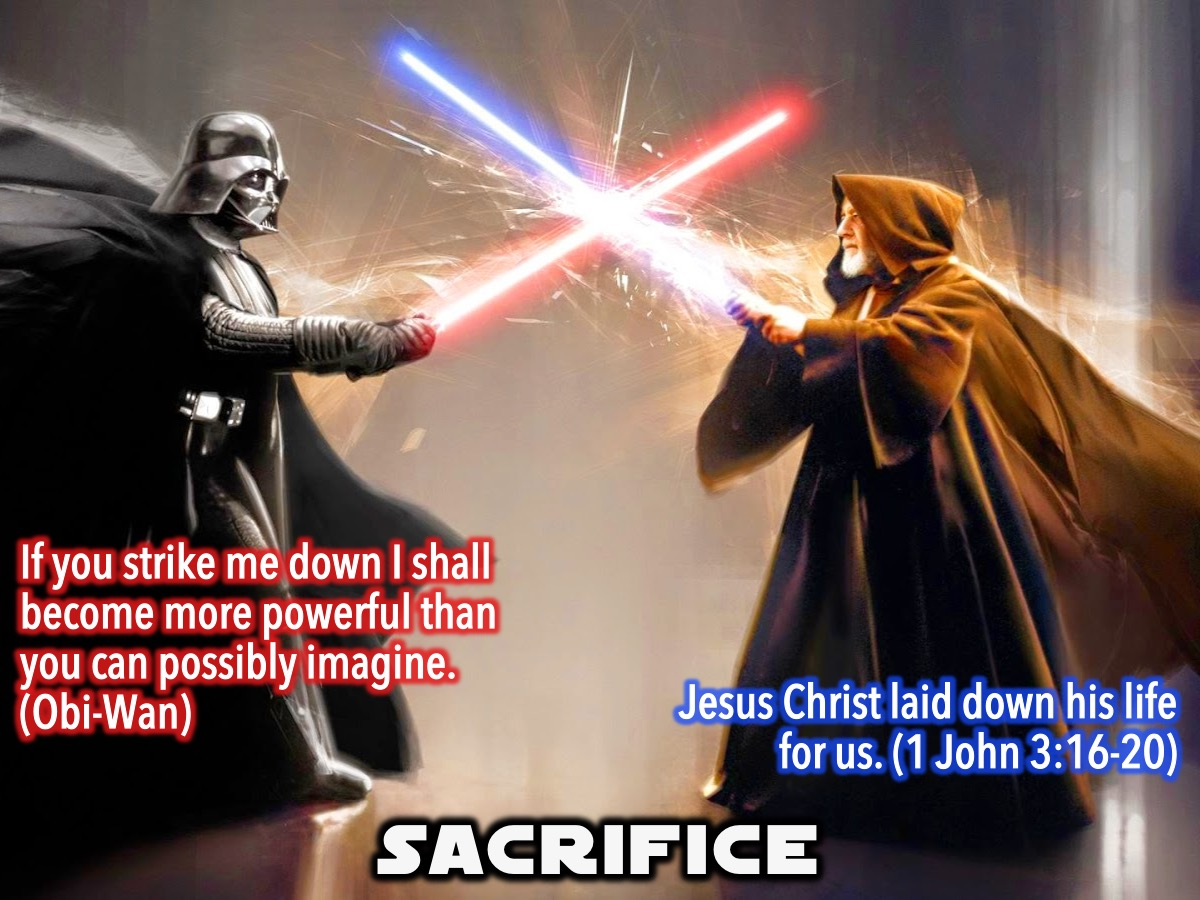 If you strike me down I shall
become more powerful than
you can possibly imagine.
(Obi-Wan)
Jesus Christ laid down his life
for us. (1 John 3:16-20)
SACRIFICE